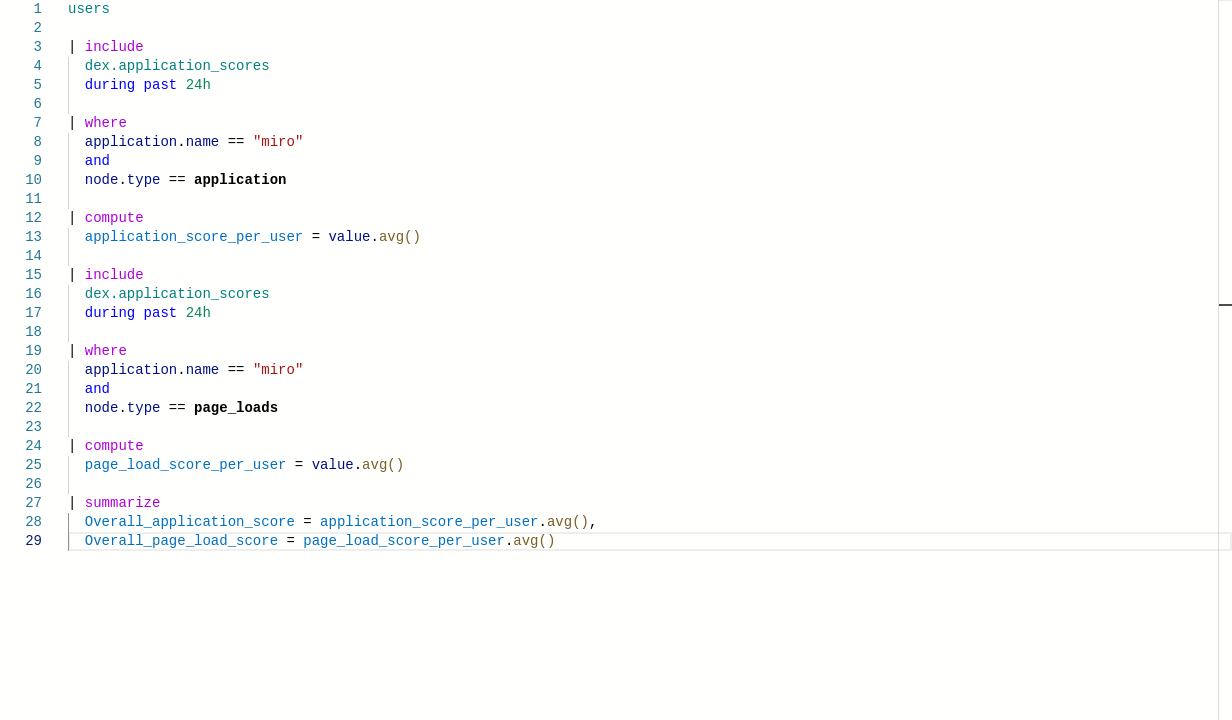 1 users
2
3 | include
4 dex.application_scores
5 during past 24h
6
7 | where
8 application.name == "miro"
9 and
10 node.type == application
11
12 | compute
13 application_score_per_user = value.avg()
14
15 | include
16 dex.application_scores
17 during past 24h
18
19 | where
20 application.name == "miro"
21 and
22 node.type == page_loads
23
24 | compute
25 page_load_score_per_user = value.avg()
26
27 | summarize
28 Overall_application_score = application_score_per_user.avg(),
29 Overall_page_load_score = page_load_score_per_user.avg()